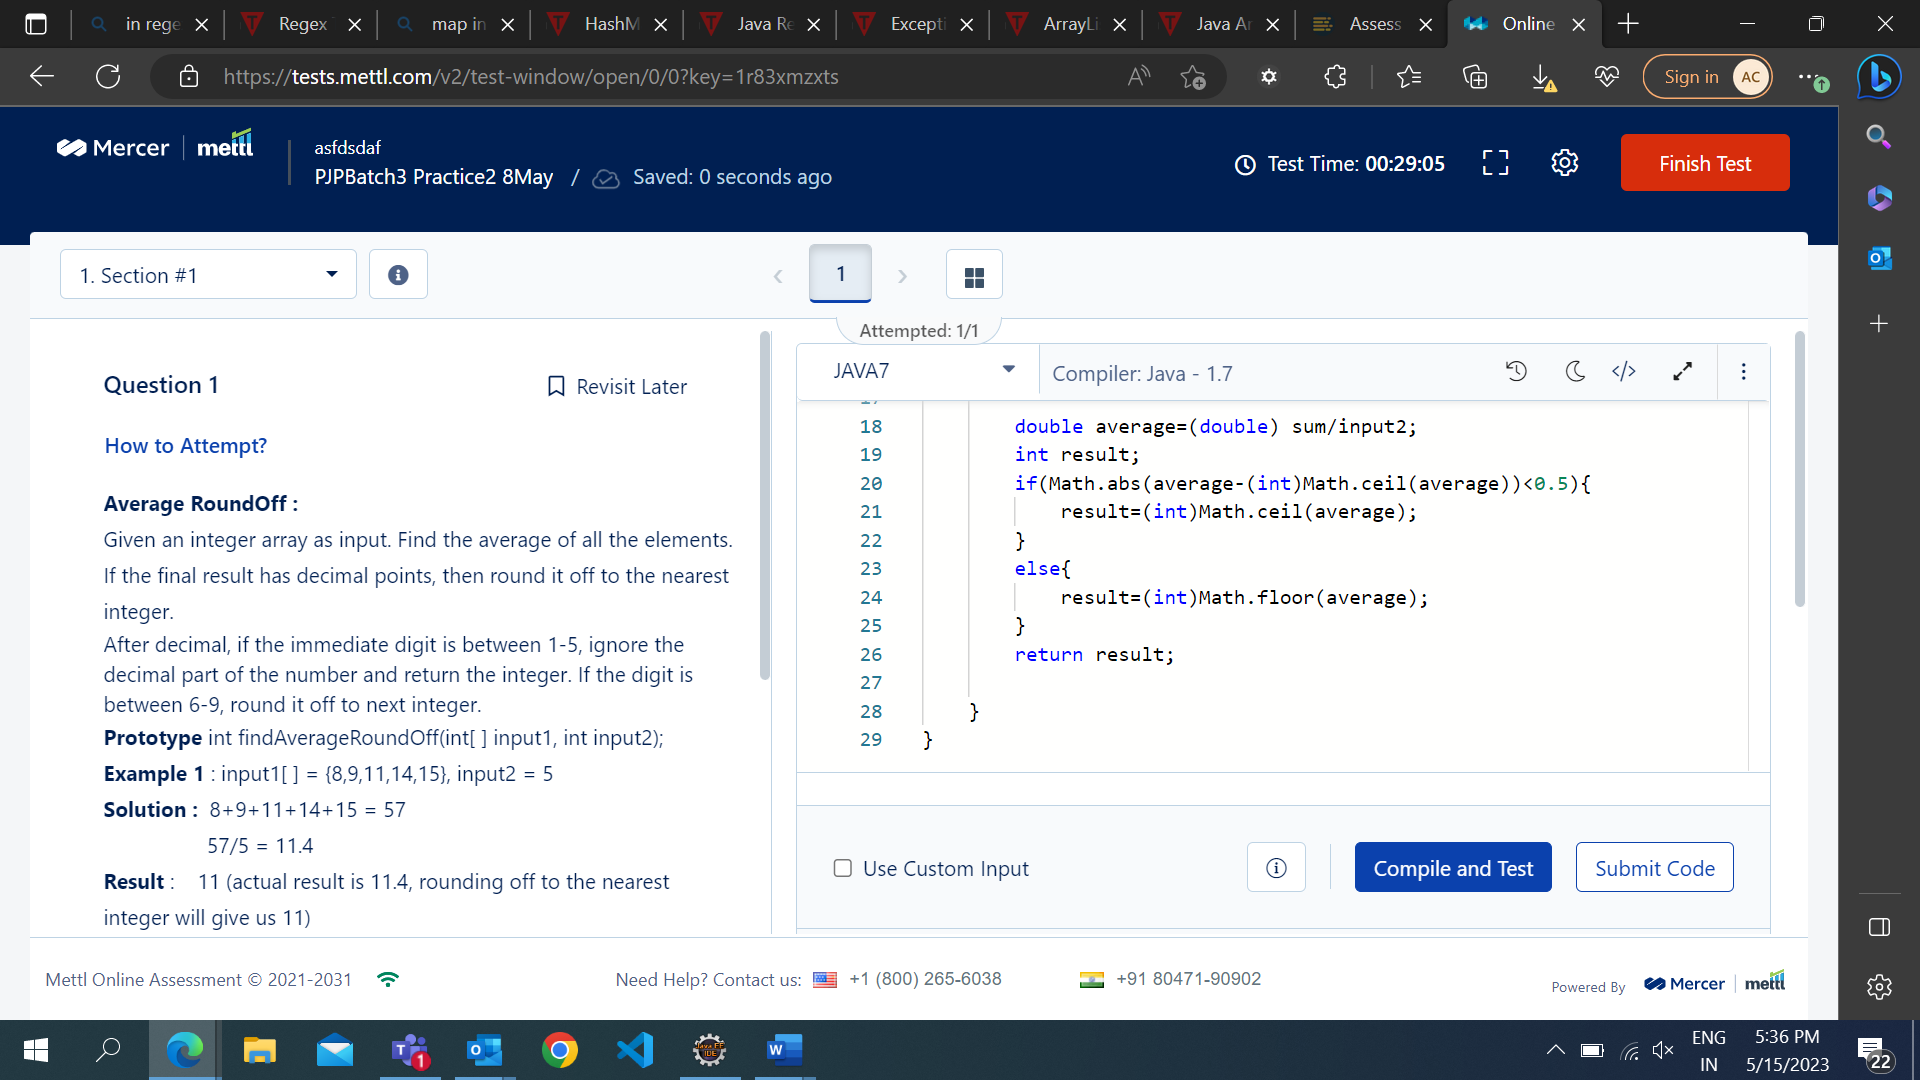 in rege
Regex
map in
HashM
Java Re
Excepti
ArrayLi
Java Ar
Assess
Online
https://tests.mettl.com/v2/test-window/open/0/0?key=1r83xmzxts
Sign in
AC
Mercer
mettl
asfdsdaf
PJPBatch3 Practice2 8May / Saved: 0 seconds ago
Test Time: 00:29:05
Finish Test
1. Section #1
1
Attempted: 1/1
Question 1
Revisit Later
How to Attempt?
Average RoundOff :
Given an integer array as input. Find the average of all the elements.
If the final result has decimal points, then round it off to the nearest
integer.
After decimal, if the immediate digit is between 1-5, ignore the
decimal part of the number and return the integer. If the digit is
between 6-9, round it off to next integer.
Prototype int findAverageRoundOff(int[ ] input1, int input2);
Example 1 : input1[ ] = {8,9,11,14,15}, input2 = 5
Solution : 8+9+11+14+15 = 57
57/5 = 11.4
Result : 11 (actual result is 11.4, rounding off to the nearest
integer will give us 11)
JAVA7
Compiler: Java - 1.7
18 double average=(double) sum/input2;
19 int result;
20 if(Math.abs(average-(int)Math.ceil(average))<0.5){
21 result=(int)Math.ceil(average);
22 }
23 else{
24 result=(int)Math.floor(average);
25 }
26 return result;
27
28 }
29 }
Use Custom Input
Compile and Test
Submit Code
Mettl Online Assessment © 2021-2031
Need Help? Contact us: +1 (800) 265-6038
+91 80471-90902
Powered By Mercer mettl
ENG
IN
5:36 PM
5/15/2023
22